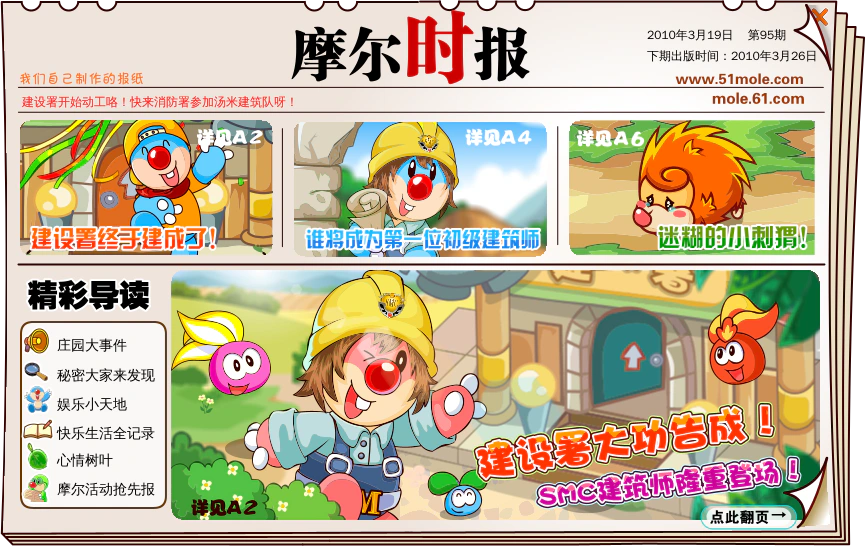 摩尔时报
2010年3月19日 第95期
下期出版时间：2010年3月26日
我们自己制作的报纸
www.51mole.com
建设署开始动工咯！快来消防署参加汤米建筑队呀！
mole.61.com
详见A2
建设署终于建成了!
详见A4
谁将成为第一位初级建筑师
详见A6
迷糊的小刺猬!
精彩导读
庄园大事件
秘密大家来发现
娱乐小天地
快乐生活全记录
心情树叶
摩尔活动抢先报
建设署大功告成！
SMC建筑师隆重登场！
M
详见A2
点此翻页→